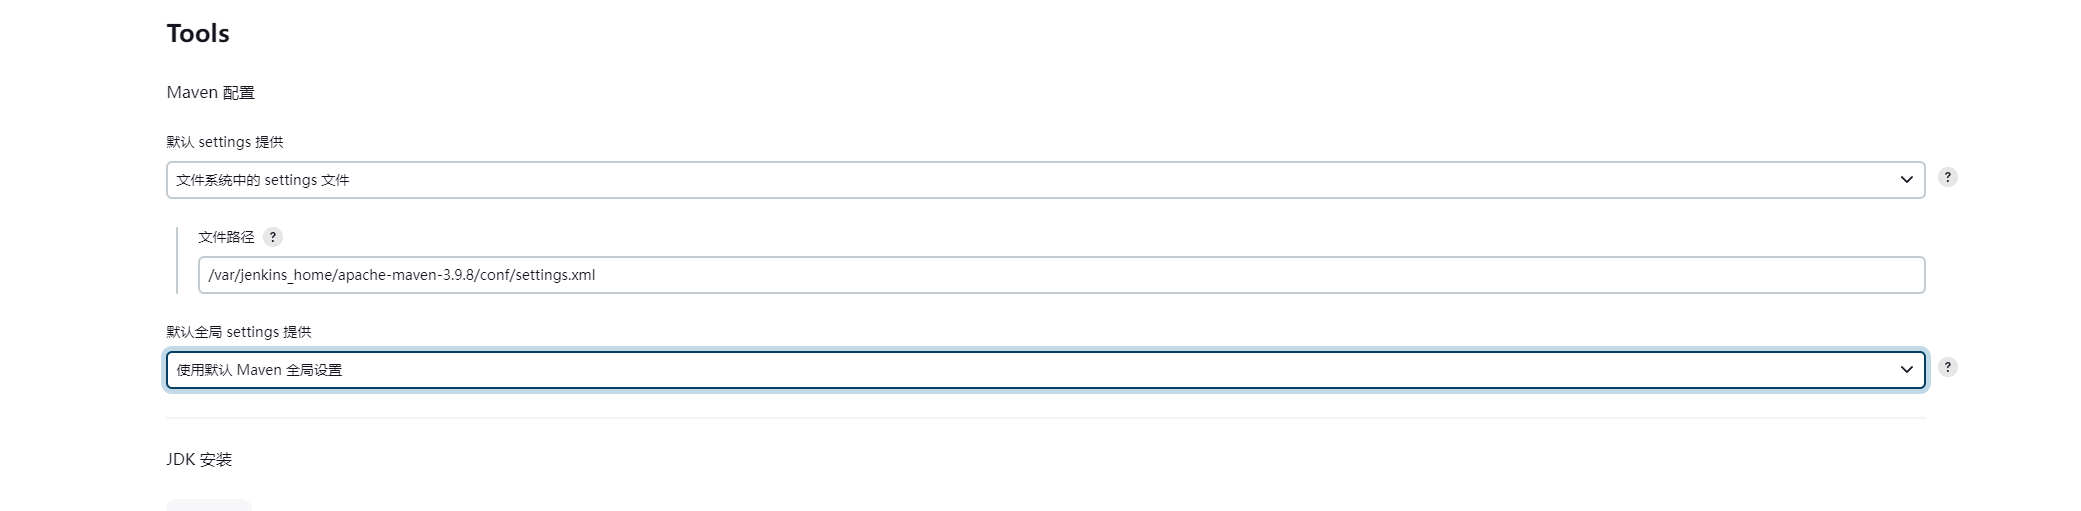 Tools
Maven 配置
默认 settings 提供
文件系统中的 settings 文件
?
文件路径 ?
/var/jenkins_home/apache-maven-3.9.8/conf/settings.xml
默认全局 settings 提供
使用默认 Maven 全局设置
?
JDK 安装